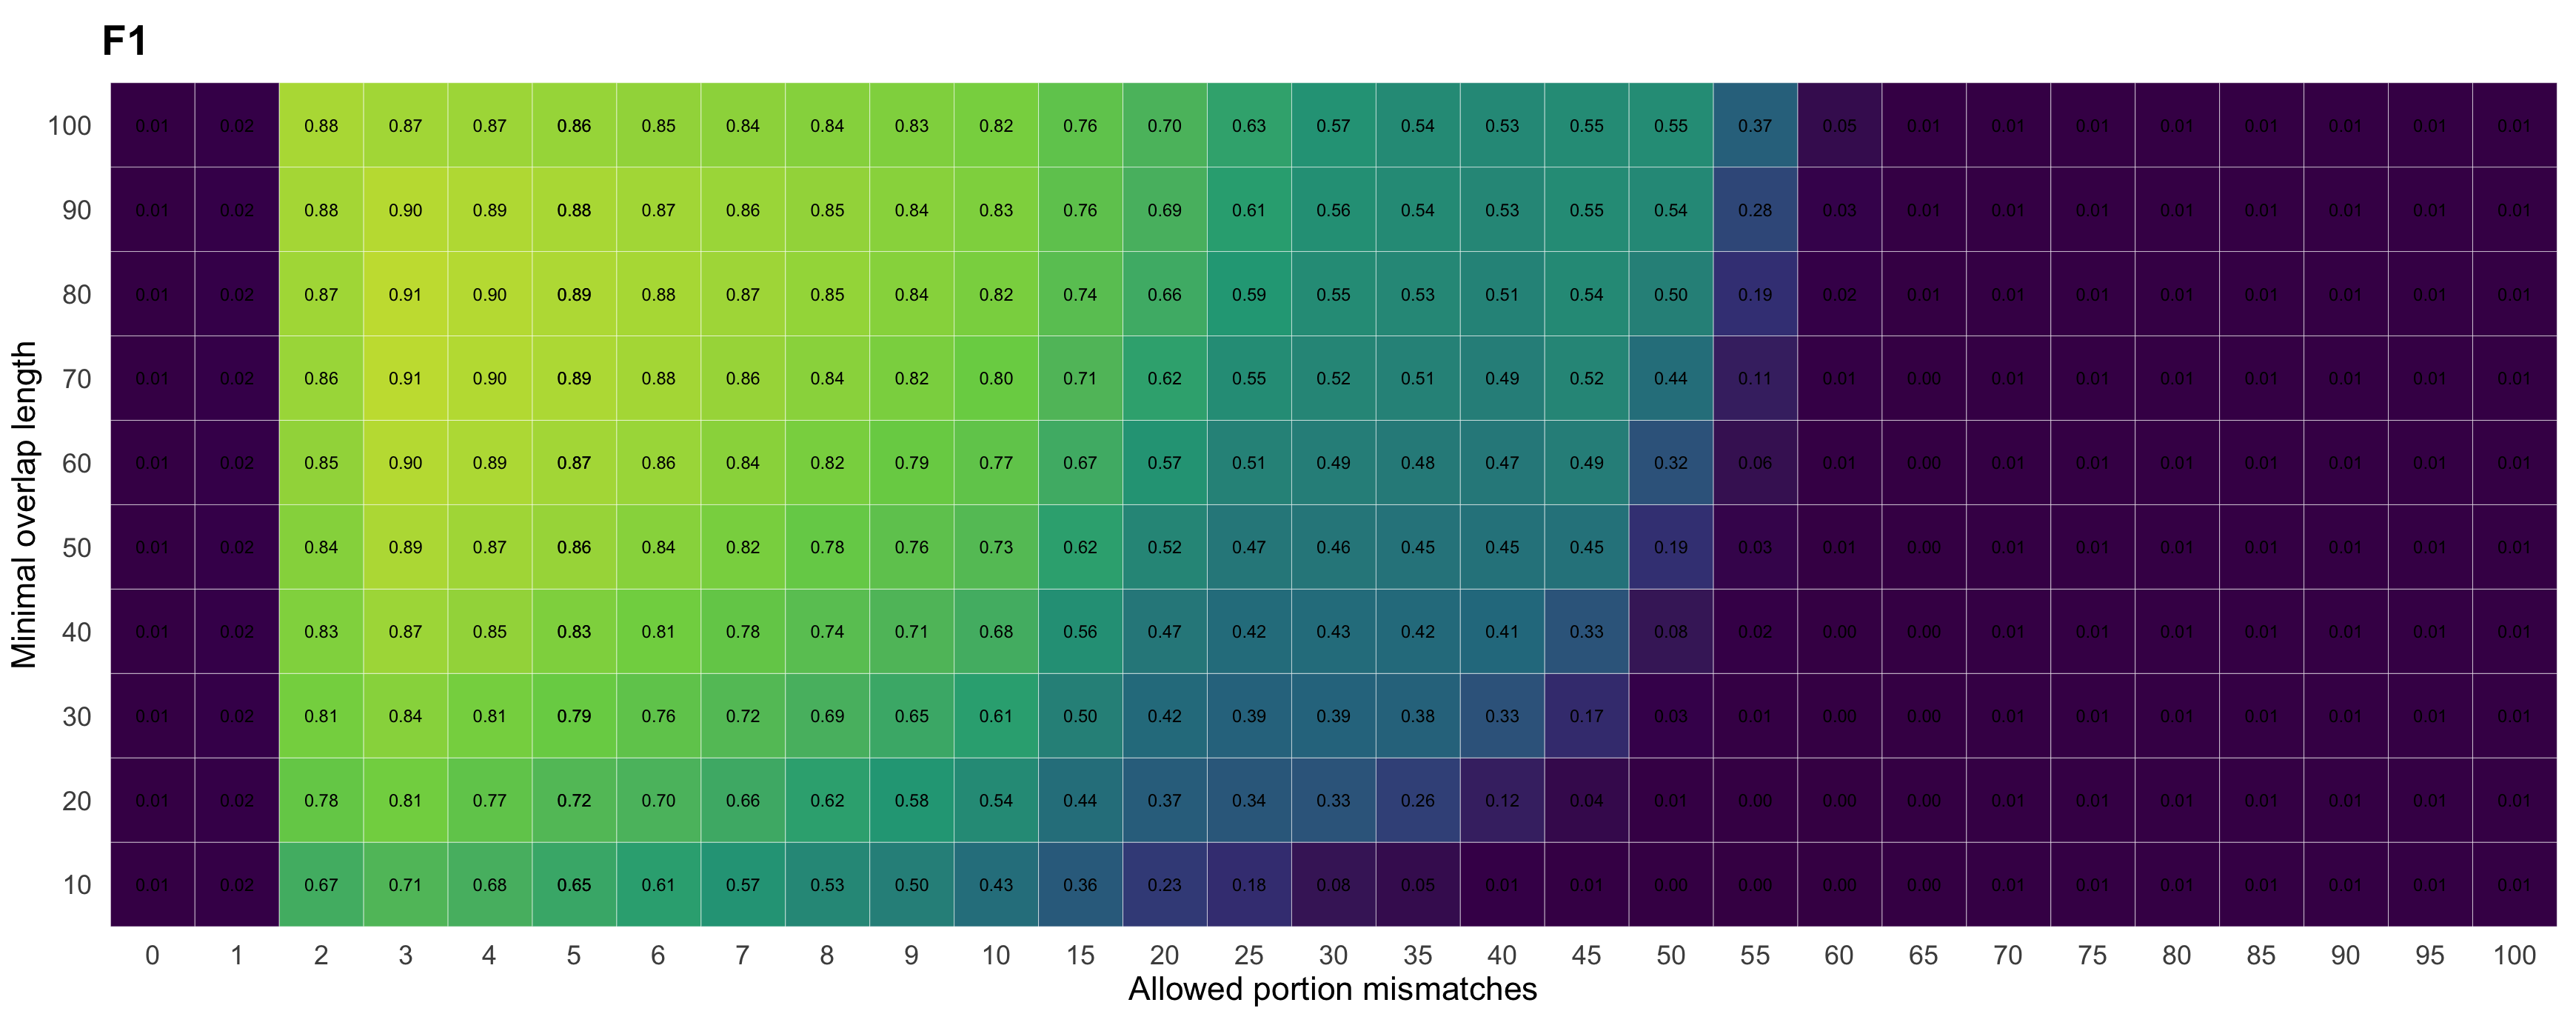 F1
100 0.01 0.02 0.88 0.87 0.87 0.86 0.85 0.84 0.84 0.83 0.82 0.76 0.70 0.63 0.57 0.54 0.53 0.55 0.55 0.37 0.05 0.01 0.01 0.01 0.01 0.01 0.01 0.01 0.01
90 0.01 0.02 0.88 0.90 0.89 0.88 0.87 0.86 0.85 0.84 0.83 0.76 0.69 0.61 0.56 0.54 0.53 0.55 0.54 0.28 0.03 0.01 0.01 0.01 0.01 0.01 0.01 0.01 0.01
80 0.01 0.02 0.87 0.91 0.90 0.89 0.88 0.87 0.85 0.84 0.82 0.74 0.66 0.59 0.55 0.53 0.51 0.54 0.50 0.19 0.02 0.01 0.01 0.01 0.01 0.01 0.01 0.01 0.01
70 0.01 0.02 0.86 0.91 0.90 0.89 0.88 0.86 0.84 0.82 0.80 0.71 0.62 0.55 0.52 0.51 0.49 0.52 0.44 0.11 0.01 0.00 0.01 0.01 0.01 0.01 0.01 0.01 0.01
60 0.01 0.02 0.85 0.90 0.89 0.87 0.86 0.84 0.82 0.79 0.77 0.67 0.57 0.51 0.49 0.48 0.47 0.49 0.32 0.06 0.01 0.00 0.01 0.01 0.01 0.01 0.01 0.01 0.01
50 0.01 0.02 0.84 0.89 0.87 0.86 0.84 0.82 0.78 0.76 0.73 0.62 0.52 0.47 0.46 0.45 0.45 0.45 0.19 0.03 0.01 0.00 0.01 0.01 0.01 0.01 0.01 0.01 0.01
40 0.01 0.02 0.83 0.87 0.85 0.83 0.81 0.78 0.74 0.71 0.68 0.56 0.47 0.42 0.43 0.42 0.41 0.33 0.08 0.02 0.00 0.00 0.01 0.01 0.01 0.01 0.01 0.01 0.01
30 0.01 0.02 0.81 0.84 0.81 0.79 0.76 0.72 0.69 0.65 0.61 0.50 0.42 0.39 0.39 0.38 0.33 0.17 0.03 0.01 0.00 0.00 0.01 0.01 0.01 0.01 0.01 0.01 0.01
20 0.01 0.02 0.78 0.81 0.77 0.72 0.70 0.66 0.62 0.58 0.54 0.44 0.37 0.34 0.33 0.26 0.12 0.04 0.01 0.00 0.00 0.00 0.01 0.01 0.01 0.01 0.01 0.01 0.01
10 0.01 0.02 0.67 0.71 0.68 0.65 0.61 0.57 0.53 0.50 0.43 0.36 0.23 0.18 0.08 0.05 0.01 0.01 0.00 0.00 0.00 0.00 0.01 0.01 0.01 0.01 0.01 0.01 0.01
0 1 2 3 4 5 6 7 8 9 10 15 20 25 30 35 40 45 50 55 60 65 70 75 80 85 90 95 100
Allowed portion mismatches
Minimal overlap length